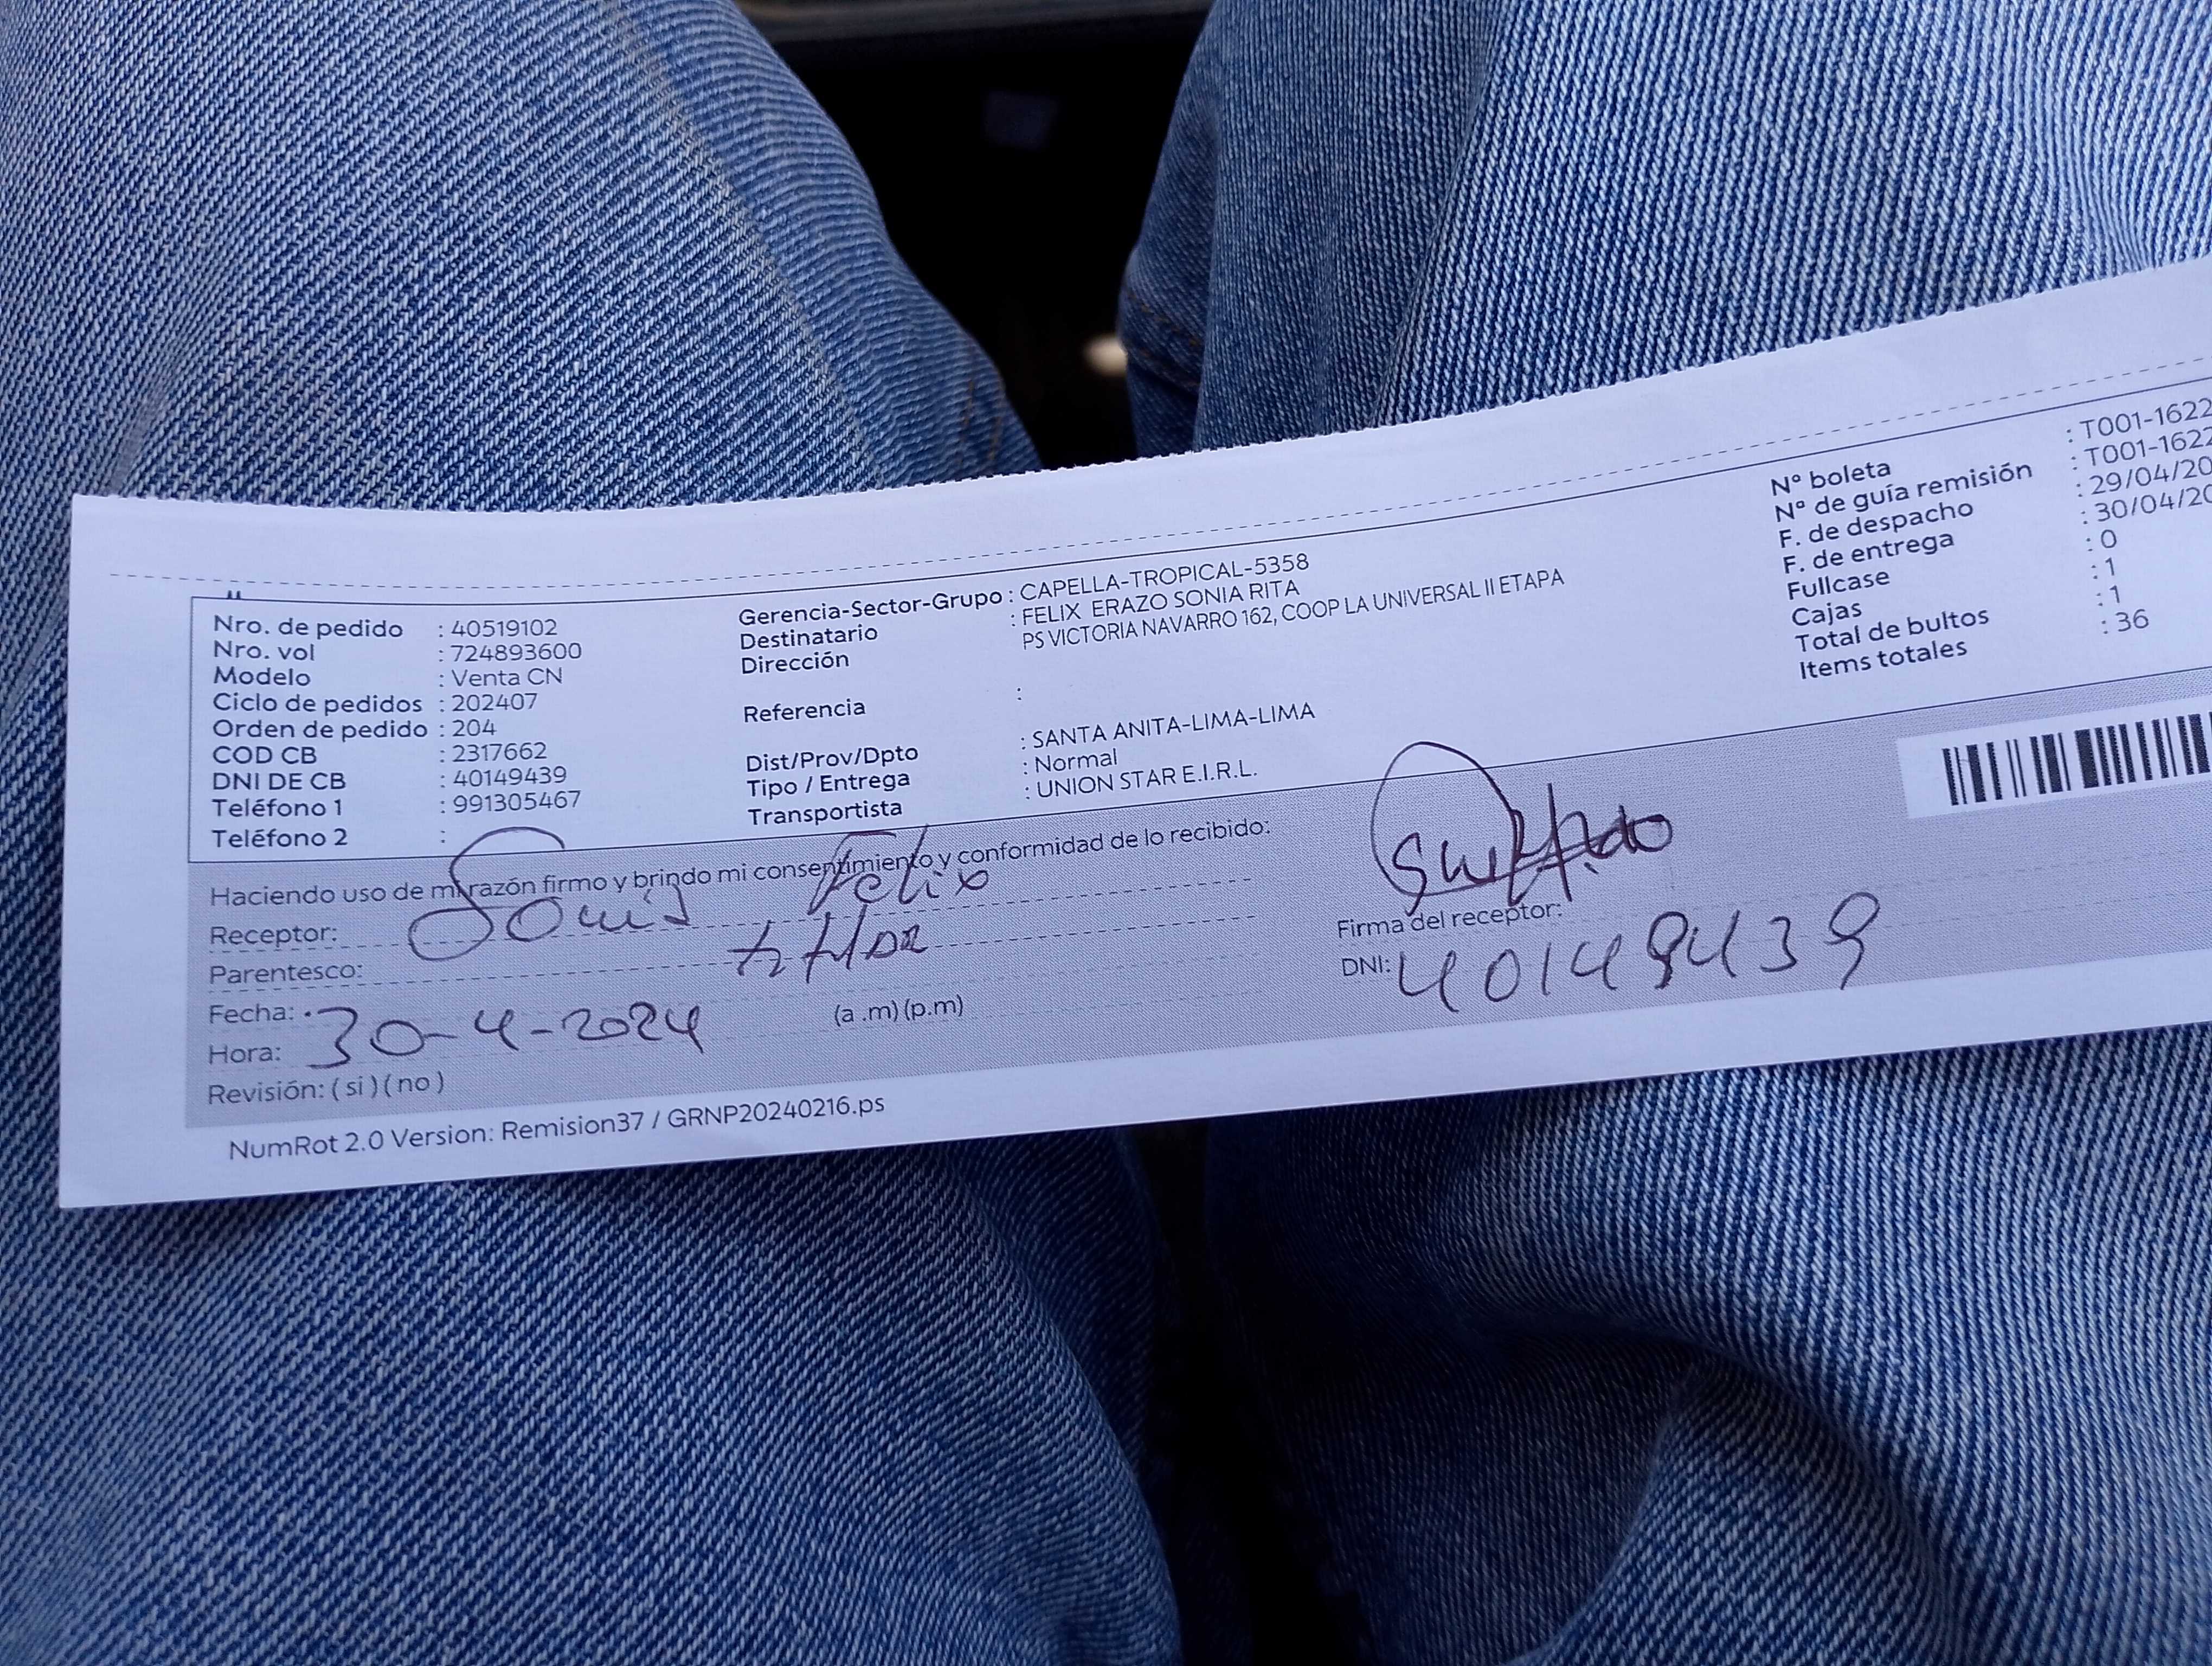 Nro. de pedido : 40519102
Nro. vol : 724893600
Modelo : Venta CN
Ciclo de pedidos : 202407
Orden de pedido : 204
COD CB : 2317662
DNI DE CB : 40149439
Teléfono 1 : 991305467
Teléfono 2 :
Gerencia-Sector-Grupo : CAPELLA-TROPICAL-5358
Destinatario : FELIX ERAZO SONIA RITA
Dirección PS VICTORIA NAVARRO 162, COOP LA UNIVERSAL II ETAPA
Referencia :
Dist/Prov/Dpto : SANTA ANITA-LIMA-LIMA
Tipo / Entrega : Normal
Transportista : UNION STAR E.I.R.L.
Nº boleta : T001-1622
Nº de guía remisión : T001-1622
F. de despacho : 29/04/20
F. de entrega : 30/04/20
Fullcase : 0
Cajas : 1
Total de bultos : 1
Items totales : 36
Haciendo uso de mi razón firmo y brindo mi consentimiento y conformidad de lo recibido:
Receptor: Sonia Felix
Parentesco:
Fecha: 30-4-2024
Hora: (a .m) (p.m)
Revisión: ( si ) ( no )
Firma del receptor:
DNI: 40149439
NumRot 2.0 Version: Remision37 / GRNP20240216.ps